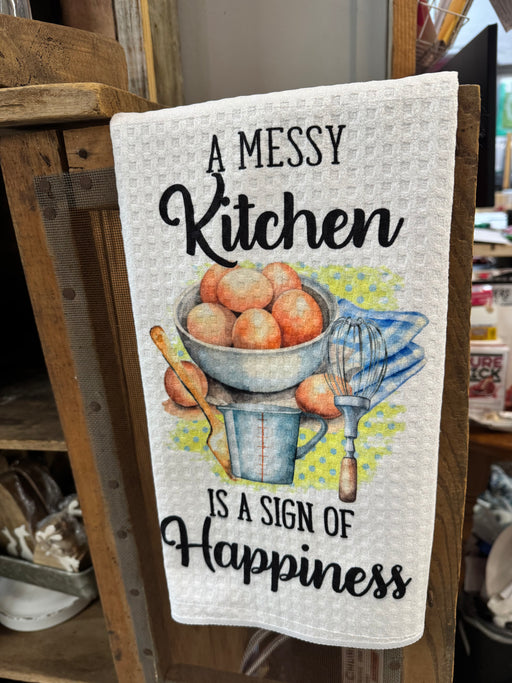 A MESSY
Kitchen
IS A SIGN OF
Happiness